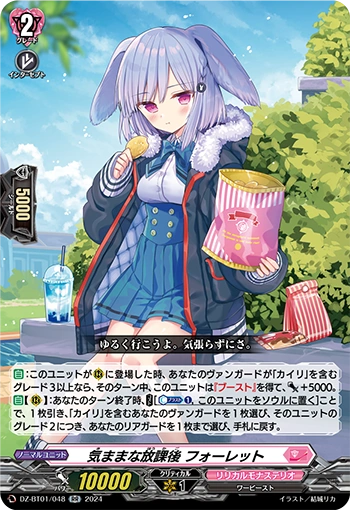 2
グレード
インターセプト
5000
シールド
ゆるく行こうよ。気張らずにさ。
自:このユニットがRに登場した時、あなたのヴァンガードが「カイリ」を含むグレード3以上なら、そのターン中、このユニットは『ブースト』を得て、+5000。
自R:あなたのターン終了時、【コスト】[CBブラスト1,このユニットをソウルに置く]ことで、1枚引き、「カイリ」を含むあなたのヴァンガードを1枚選び、そのユニットのグレード2につき、あなたのリアガードを1枚まで選び、手札に戻す。
ノーマルユニット
気ままな放課後 フォーレット
リリカルモナステリオ
パワー
10000
クリティカル
1
ワービースト
DZ-BT01/048 RR 2024
イラスト/結城リカ